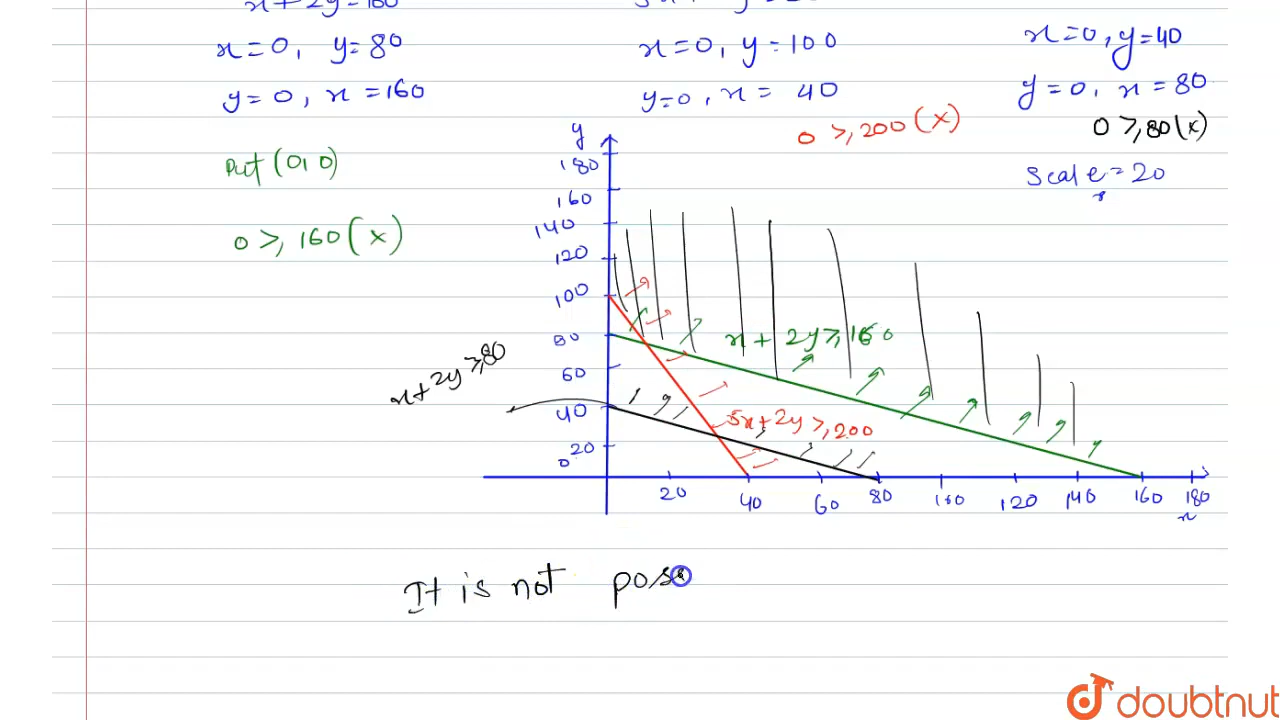 x+2y=160
x=0, y=80
y=0, x=160
x=0, y=100
y=0, x= 40
x=0, y=40
y=0, x=80
0 ⩾ 200 (x)
0 ⩾ 80 (x)
Put (0, 0)
Scale = 20
0 ⩾ 160 (x)
y
180
160
140
120
100
80
60
40
20
0
x+2y ⩾ 160
x+2y ⩾ 80
5x+2y ⩾ 200
20 40 60 80 100 120 140 160 180
x
It is not poss
doubtnut